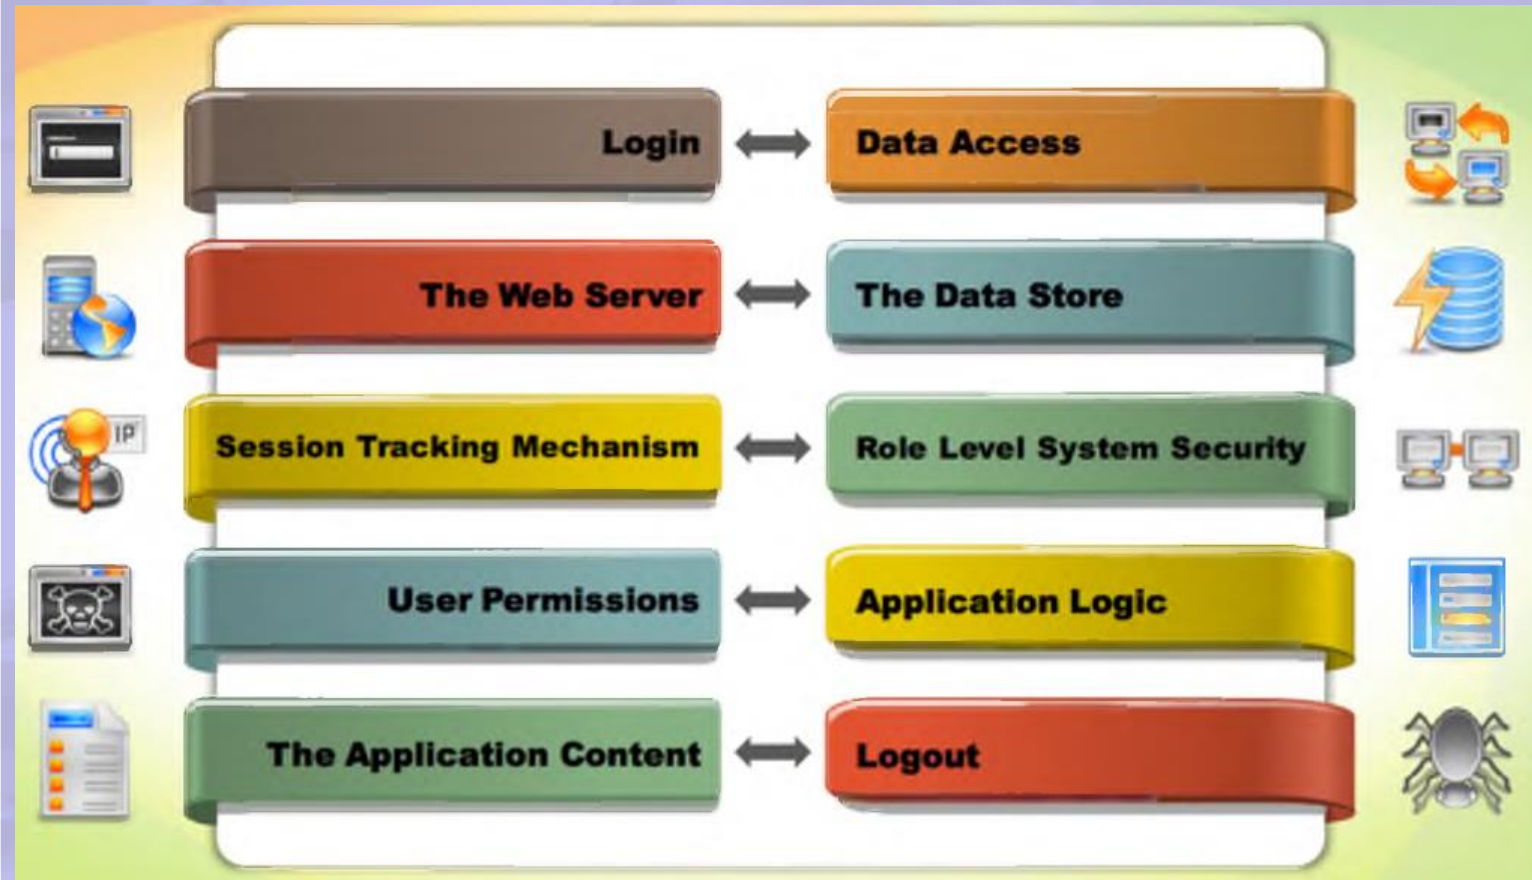 Login
Data Access
The Web Server
The Data Store
IP
Session Tracking Mechanism
Role Level System Security
User Permissions
Application Logic
The Application Content
Logout